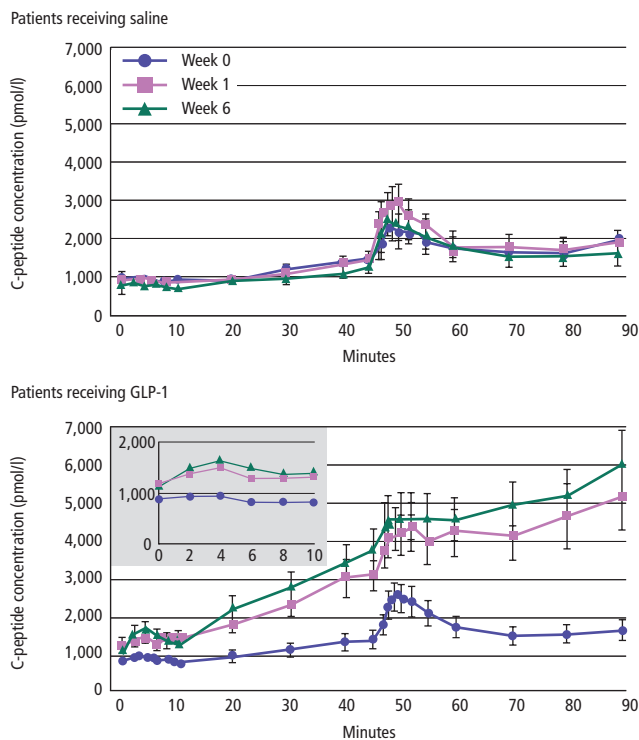 Patients receiving saline
C-peptide concentration (pmol/l)
7,000
6,000
5,000
4,000
3,000
2,000
1,000
0
Week 0
Week 1
Week 6
0 10 20 30 40 50 60 70 80 90
Minutes
Patients receiving GLP-1
C-peptide concentration (pmol/l)
7,000
6,000
5,000
4,000
3,000
2,000
1,000
0
2,000
1,000
0
0 2 4 6 8 10
0 10 20 30 40 50 60 70 80 90
Minutes